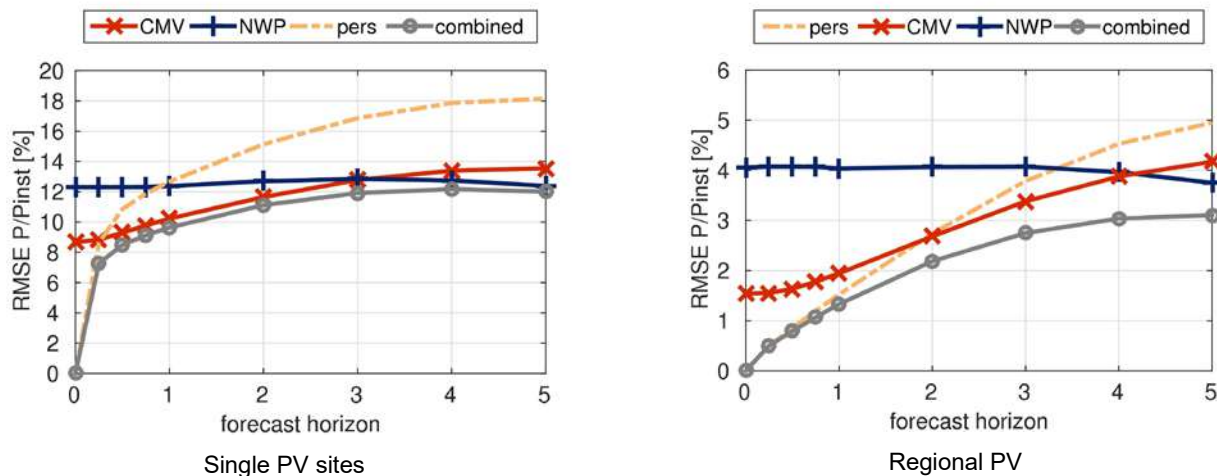 CMV NWP pers combined
RMSE P/Pinst [%]
20
18
16
14
12
10
8
6
4
2
0
0 1 2 3 4 5
forecast horizon
Single PV sites
pers CMV NWP combined
RMSE P/Pinst [%]
6
5
4
3
2
1
0
0 1 2 3 4 5
forecast horizon
Regional PV